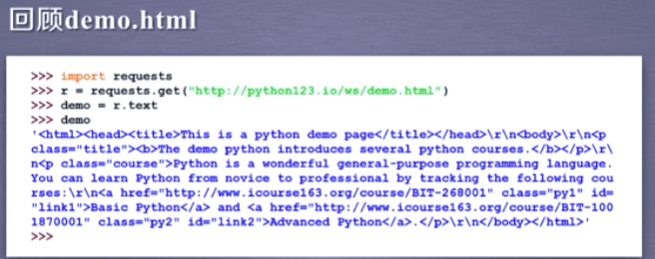 回顾demo.html
>>> import requests
>>> r = requests.get("http://python123.io/ws/demo.html")
>>> demo = r.text
>>> demo
'<html><head><title>This is a python demo page</title></head>\r\n<body>\r\n<p
class="title"><b>The demo python introduces several python courses.</b></p>\r\
n<p class="course">Python is a wonderful general-purpose programming language.
You can learn Python from novice to professional by tracking the following cou
rses:\r\n<a href="http://www.icourse163.org/course/BIT-268001" class="py1" id=
"link1">Basic Python</a> and <a href="http://www.icourse163.org/course/BIT-100
1870001" class="py2" id="link2">Advanced Python</a>.</p>\r\n</body></html>'
>>>